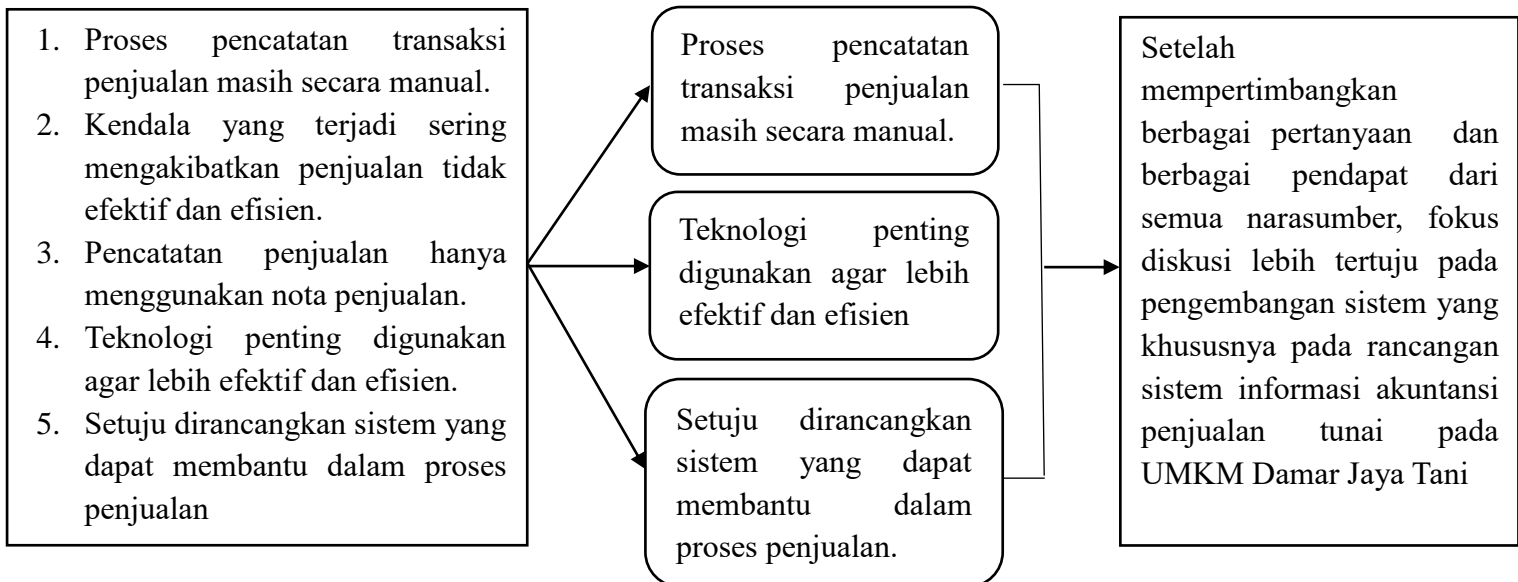 1. Proses pencatatan transaksi
penjualan masih secara manual.
2. Kendala yang terjadi sering
mengakibatkan penjualan tidak
efektif dan efisien.
3. Pencatatan penjualan hanya
menggunakan nota penjualan.
4. Teknologi penting digunakan
agar lebih efektif dan efisien.
5. Setuju dirancangkan sistem yang
dapat membantu dalam proses
penjualan
Proses pencatatan
transaksi penjualan
masih secara manual.
Teknologi penting
digunakan agar lebih
efektif dan efisien
Setuju dirancangkan
sistem yang dapat
membantu dalam
proses penjualan.
Setelah
mempertimbangkan
berbagai pertanyaan dan
berbagai pendapat dari
semua narasumber, fokus
diskusi lebih tertuju pada
pengembangan sistem yang
khususnya pada rancangan
sistem informasi akuntansi
penjualan tunai pada
UMKM Damar Jaya Tani